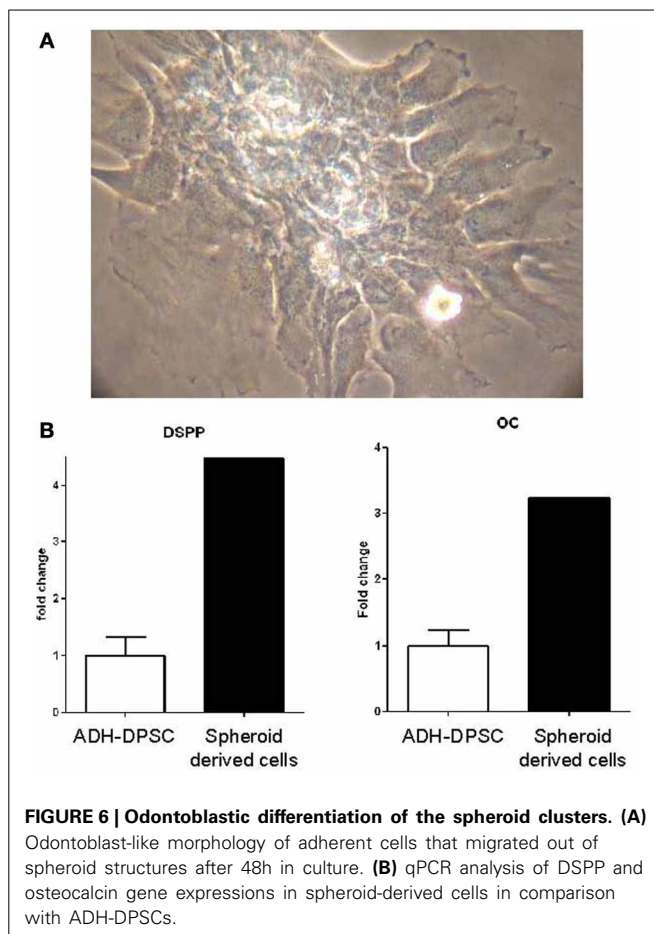 A
B
DSPP
fold change
4
3
2
1
0
ADH-DPSC
Spheroid
derived cells
OC
Fold change
4
3
2
1
0
ADH-DPSC
Spheroid
derived cells
FIGURE 6 | Odontoblastic differentiation of the spheroid clusters. (A)
Odontoblast-like morphology of adherent cells that migrated out of
spheroid structures after 48h in culture. (B) qPCR analysis of DSPP and
osteocalcin gene expressions in spheroid-derived cells in comparison
with ADH-DPSCs.